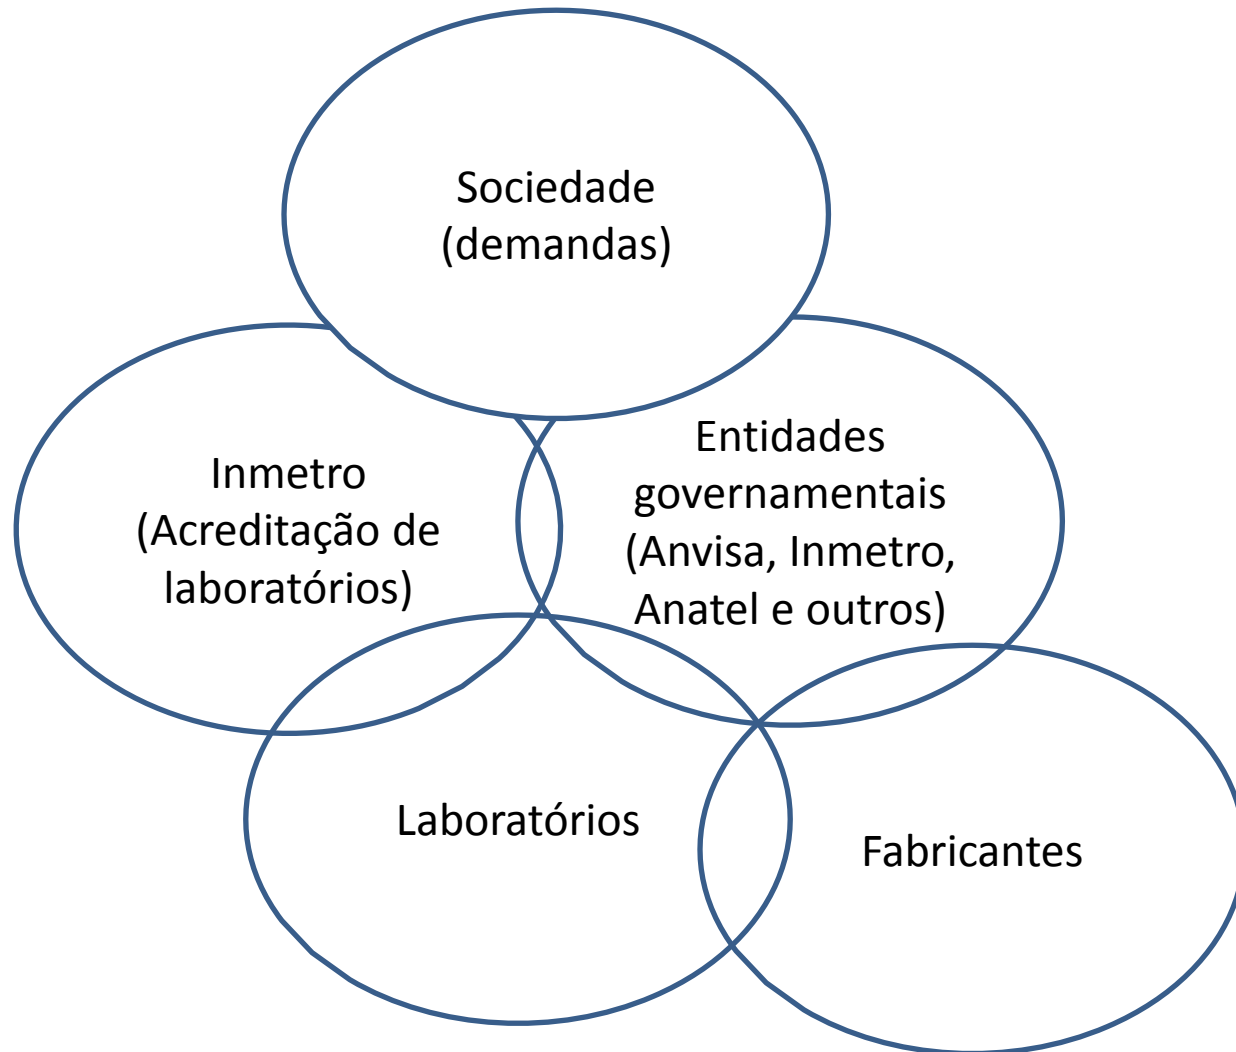 Sociedade
(demandas)
Inmetro
(Acreditação de
laboratórios)
Entidades
governamentais
(Anvisa, Inmetro,
Anatel e outros)
Laboratórios
Fabricantes